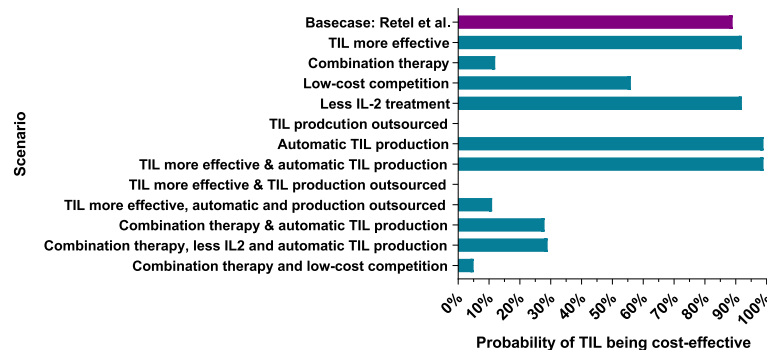 Basecase: Retel et al.
TIL more effective
Combination therapy
Low-cost competition
Less IL-2 treatment
TIL prodcution outsourced
Automatic TIL production
TIL more effective & automatic TIL production
TIL more effective & TIL production outsourced
TIL more effective, automatic and production outsourced
Combination therapy & automatic TIL production
Combination therapy, less IL2 and automatic TIL production
Combination therapy and low-cost competition
Scenario
0% 10% 20% 30% 40% 50% 60% 70% 80% 90% 100%
Probability of TIL being cost-effective